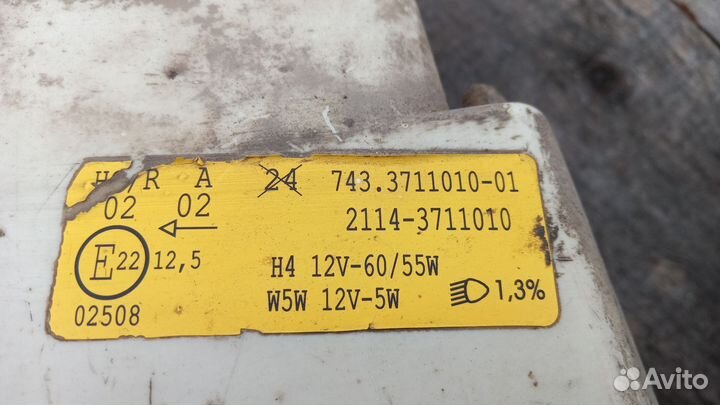 R A 24 743.3711010-01
02 02 2114-3711010
E22 12,5 H4 12V-60/55W
02508 W5W 12V-5W 1,3%
Avito